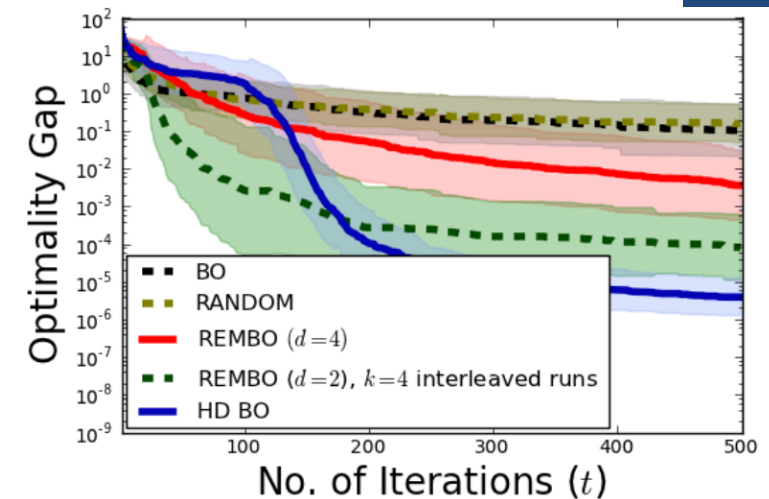 Optimality Gap
10^2
10^1
10^0
10^-1
10^-2
10^-3
10^-4
10^-5
10^-6
10^-7
10^-8
10^-9
BO
RANDOM
REMBO (d=4)
REMBO (d=2), k=4 interleaved runs
HD BO
100 200 300 400 500
No. of Iterations (t)